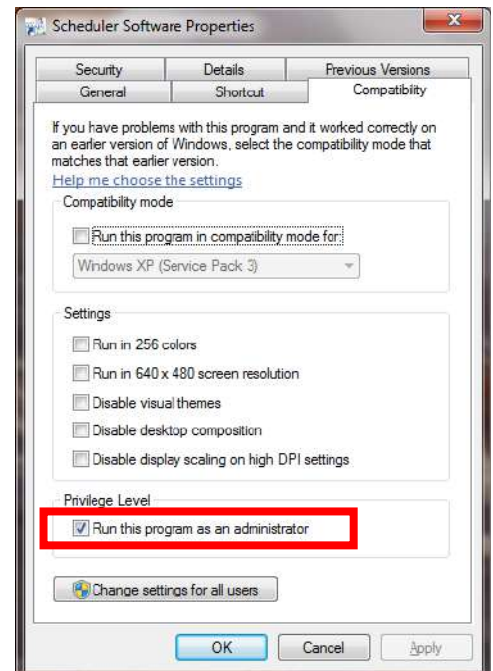 Scheduler Software Properties
Security Details Previous Versions
General Shortcut Compatibility
If you have problems with this program and it worked correctly on
an earlier version of Windows, select the compatibility mode that
matches that earlier version.
Help me choose the settings
Compatibility mode
Run this program in compatibility mode for:
Windows XP (Service Pack 3)
Settings
Run in 256 colors
Run in 640 x 480 screen resolution
Disable visual themes
Disable desktop composition
Disable display scaling on high DPI settings
Privilege Level
Run this program as an administrator
Change settings for all users
OK Cancel Apply